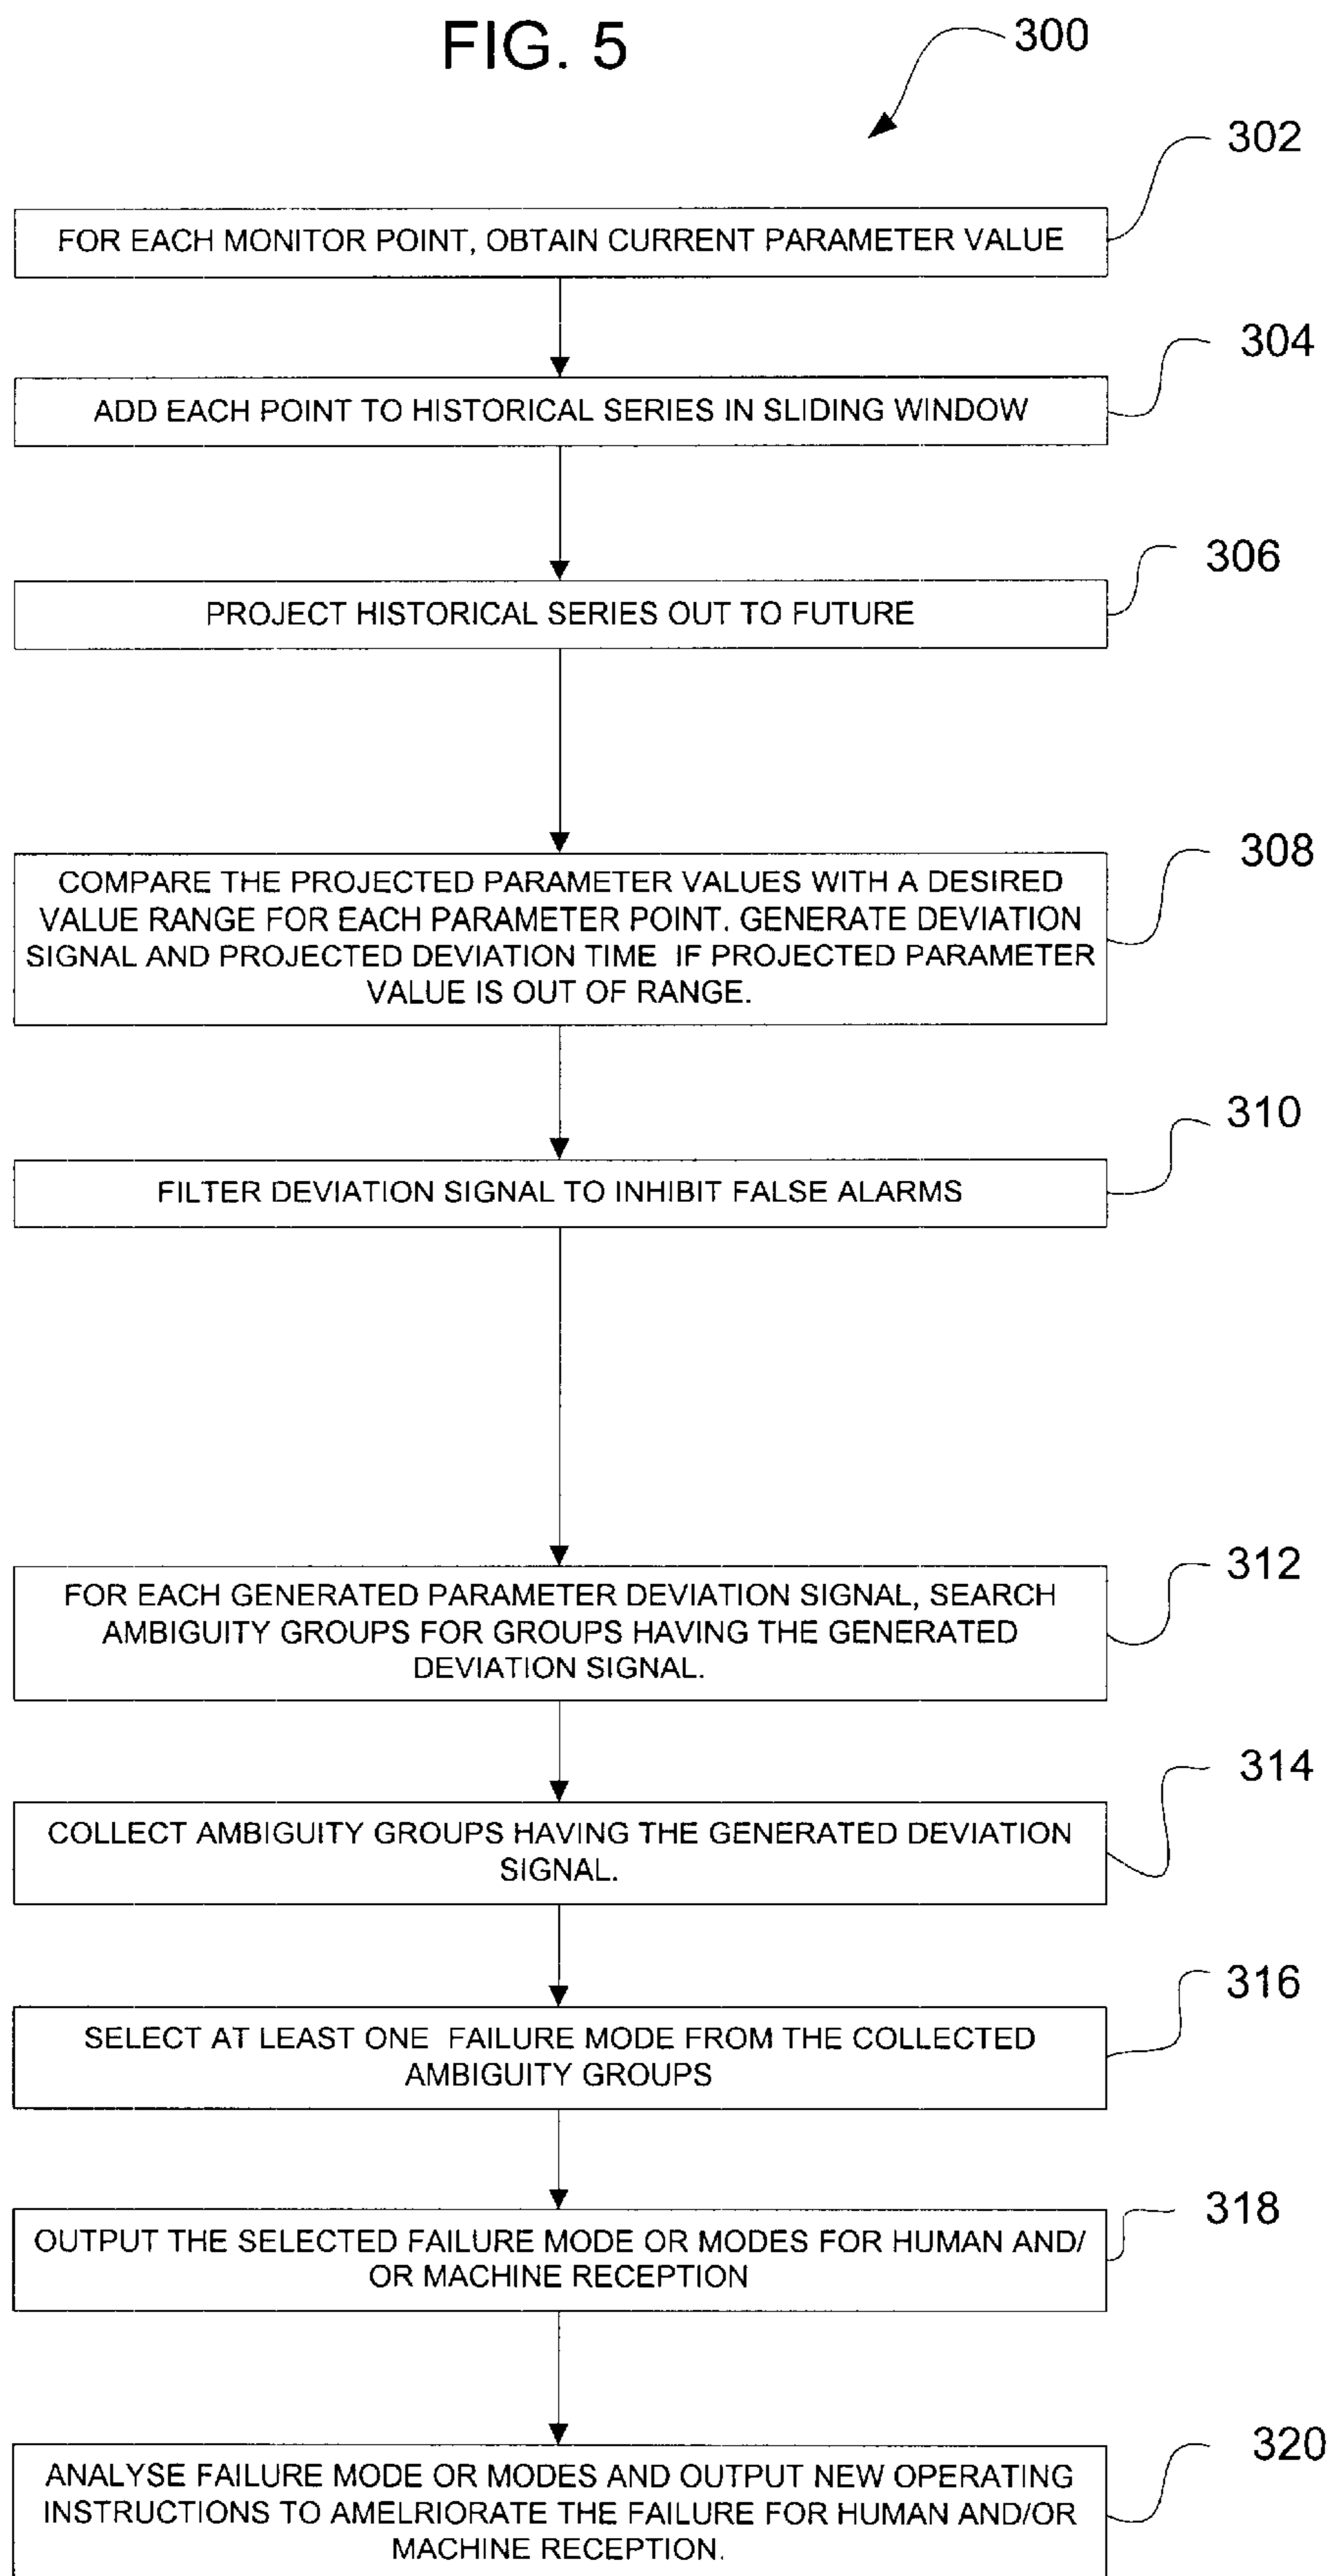 FIG. 5
300
302
FOR EACH MONITOR POINT, OBTAIN CURRENT PARAMETER VALUE
304
ADD EACH POINT TO HISTORICAL SERIES IN SLIDING WINDOW
306
PROJECT HISTORICAL SERIES OUT TO FUTURE
308
COMPARE THE PROJECTED PARAMETER VALUES WITH A DESIRED
VALUE RANGE FOR EACH PARAMETER POINT. GENERATE DEVIATION
SIGNAL AND PROJECTED DEVIATION TIME IF PROJECTED PARAMETER
VALUE IS OUT OF RANGE.
310
FILTER DEVIATION SIGNAL TO INHIBIT FALSE ALARMS
312
FOR EACH GENERATED PARAMETER DEVIATION SIGNAL, SEARCH
AMBIGUITY GROUPS FOR GROUPS HAVING THE GENERATED
DEVIATION SIGNAL.
314
COLLECT AMBIGUITY GROUPS HAVING THE GENERATED DEVIATION
SIGNAL.
316
SELECT AT LEAST ONE FAILURE MODE FROM THE COLLECTED
AMBIGUITY GROUPS
318
OUTPUT THE SELECTED FAILURE MODE OR MODES FOR HUMAN AND/
OR MACHINE RECEPTION
320
ANALYSE FAILURE MODE OR MODES AND OUTPUT NEW OPERATING
INSTRUCTIONS TO AMELRIORATE THE FAILURE FOR HUMAN AND/OR
MACHINE RECEPTION.